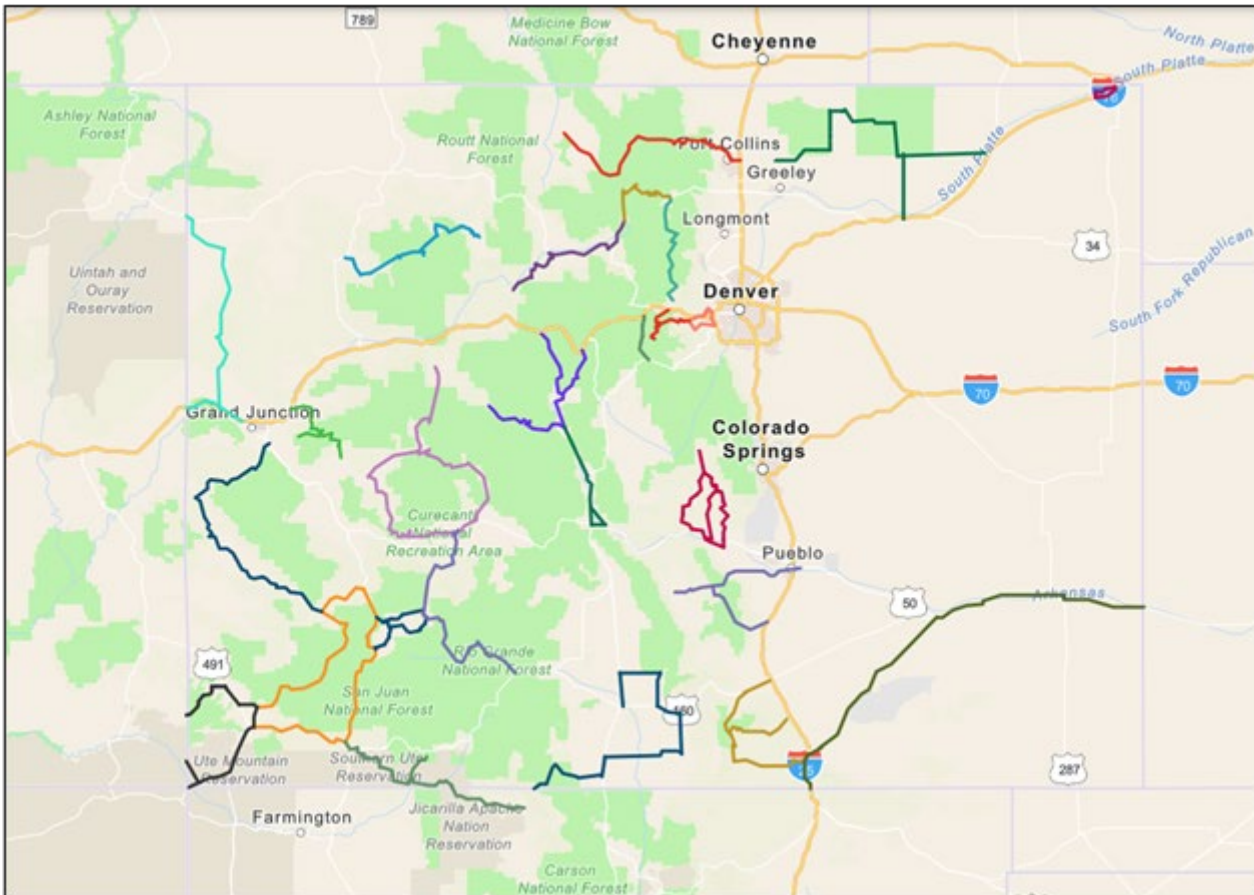 789
Medicine Bow
National Forest
Cheyenne
North Platte
South Platte
76
Ashley National
Forest
Routt National
Forest
Fort Collins
Greeley
South Platte
Longmont
34
Uintah and
Ouray
Reservation
South Fork Republican
Denver
70
70
Grand Junction
Colorado
Springs
Curecanti
National
Recreation Area
Pueblo
50
Arkansas
491
Rio Grande
National Forest
San Juan
National Forest
160
Ute Mountain
Reservation
Southern Ute
Reservation
25
287
Jicarilla Apache
Nation
Reservation
Farmington
Carson
National Forest